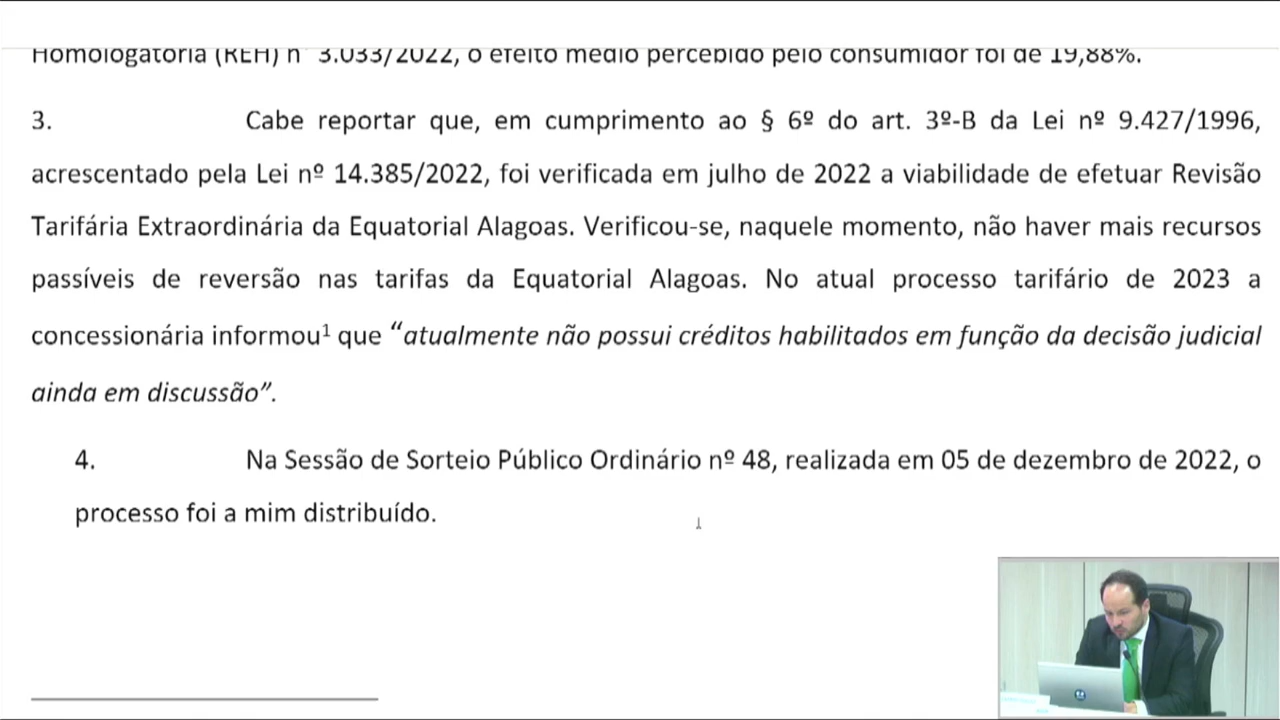 Homologatória (REH) nº 3.033/2022, o efeito médio percebido pelo consumidor foi de 19,88%.
3. Cabe reportar que, em cumprimento ao § 6º do art. 3º-B da Lei nº 9.427/1996,
acrescentado pela Lei nº 14.385/2022, foi verificada em julho de 2022 a viabilidade de efetuar Revisão
Tarifária Extraordinária da Equatorial Alagoas. Verificou-se, naquele momento, não haver mais recursos
passíveis de reversão nas tarifas da Equatorial Alagoas. No atual processo tarifário de 2023 a
concessionária informou¹ que “atualmente não possui créditos habilitados em função da decisão judicial
ainda em discussão”.
4. Na Sessão de Sorteio Público Ordinário nº 48, realizada em 05 de dezembro de 2022, o
processo foi a mim distribuído.